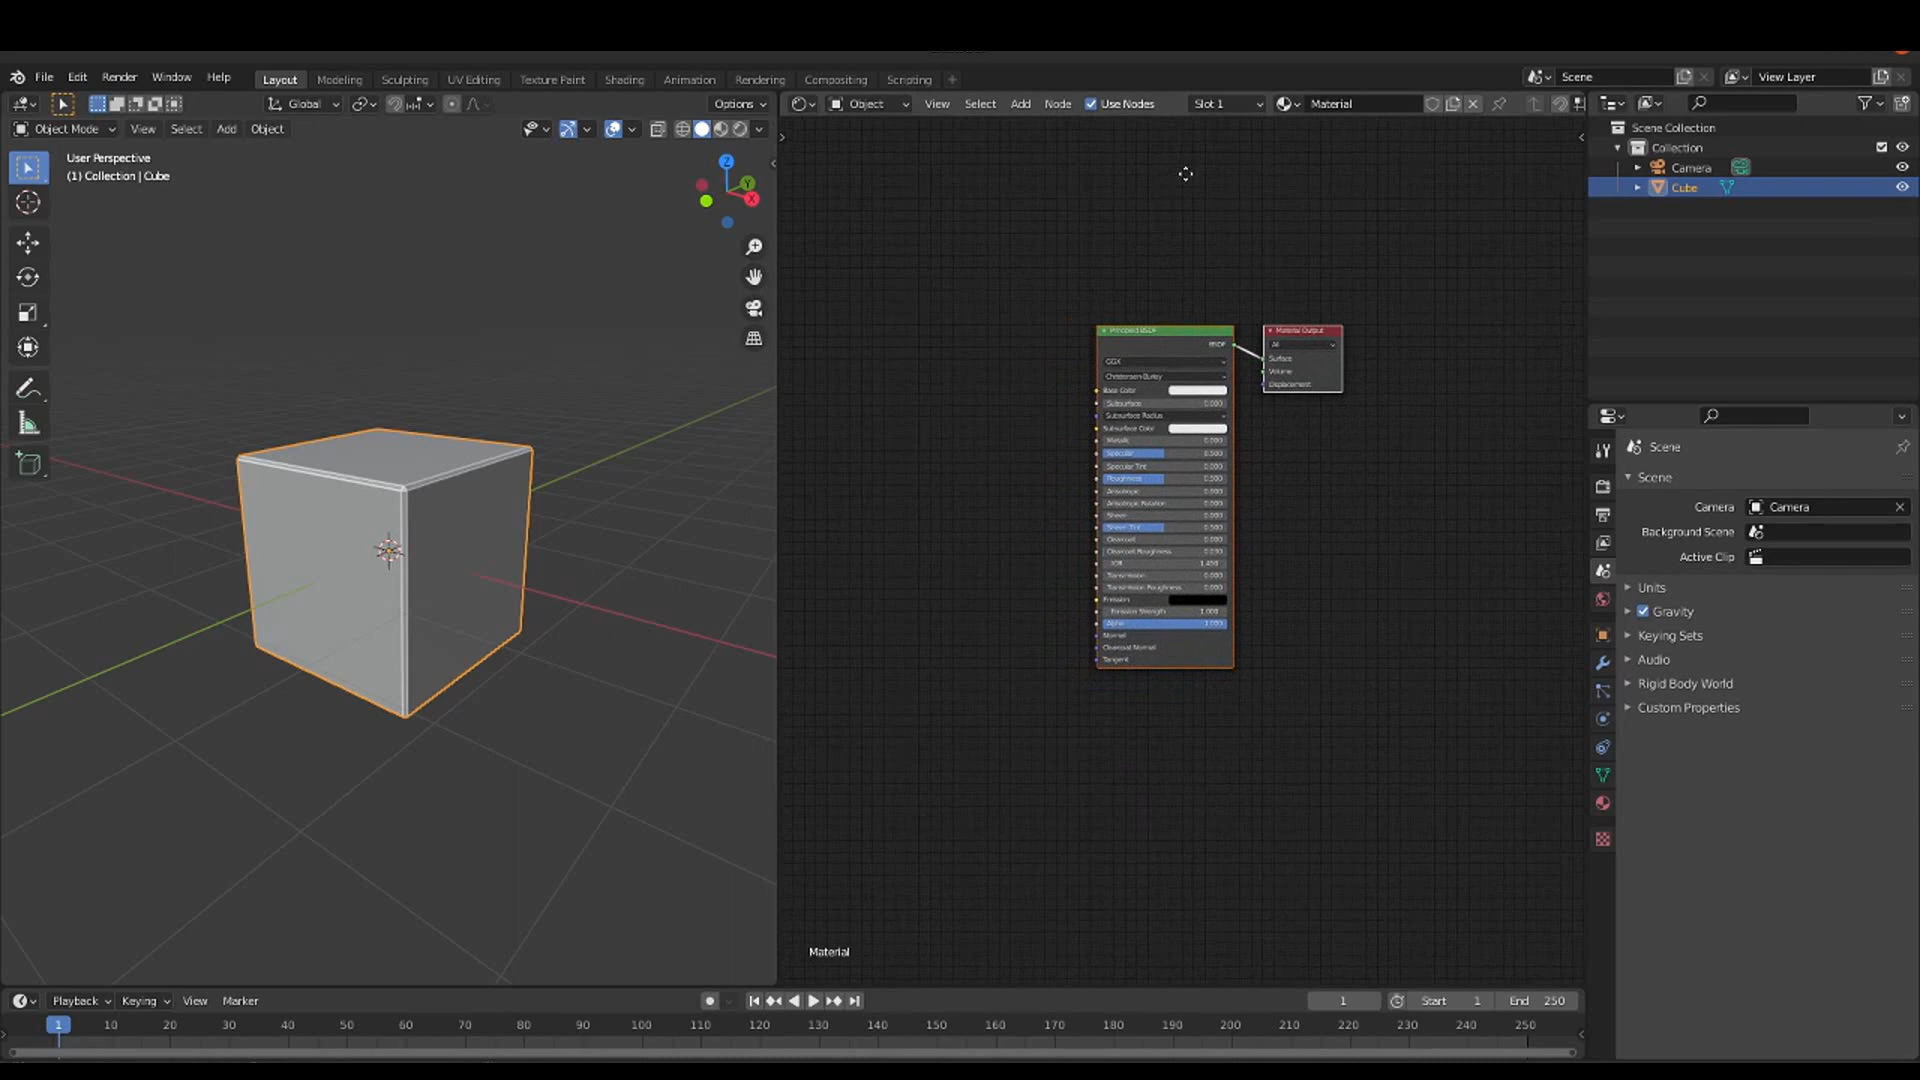 File Edit Render Window Help Layout Modeling Sculpting UV Editing Texture Paint Shading Animation Rendering Compositing Scripting + Scene View Layer
Global Options Object View Select Add Node Use Nodes Slot 1 Material
Object Mode View Select Add Object
User Perspective
(1) Collection | Cube
Z
Y
X
Scene Collection
Collection
Camera
Cube
Principled BSDF
BSDF
GGX
Christensen-Burley
Base Color
Subsurface 0.000
Subsurface Radius
Subsurface Color
Metallic 0.000
Specular 0.500
Specular Tint 0.000
Roughness 0.500
Anisotropic 0.000
Anisotropic Rotation 0.000
Sheen 0.000
Sheen Tint 0.500
Clearcoat 0.000
Clearcoat Roughness 0.030
IOR 1.450
Transmission 0.000
Transmission Roughness 0.000
Emission
Emission Strength 1.000
Alpha 1.000
Normal
Clearcoat Normal
Tangent
Material Output
All
Surface
Volume
Displacement
Material
Scene
Scene
Camera Camera
Background Scene
Active Clip
Units
Gravity
Keying Sets
Audio
Rigid Body World
Custom Properties
Playback Keying View Marker 1 Start 1 End 250
1 10 20 30 40 50 60 70 80 90 100 110 120 130 140 150 160 170 180 190 200 210 220 230 240 250